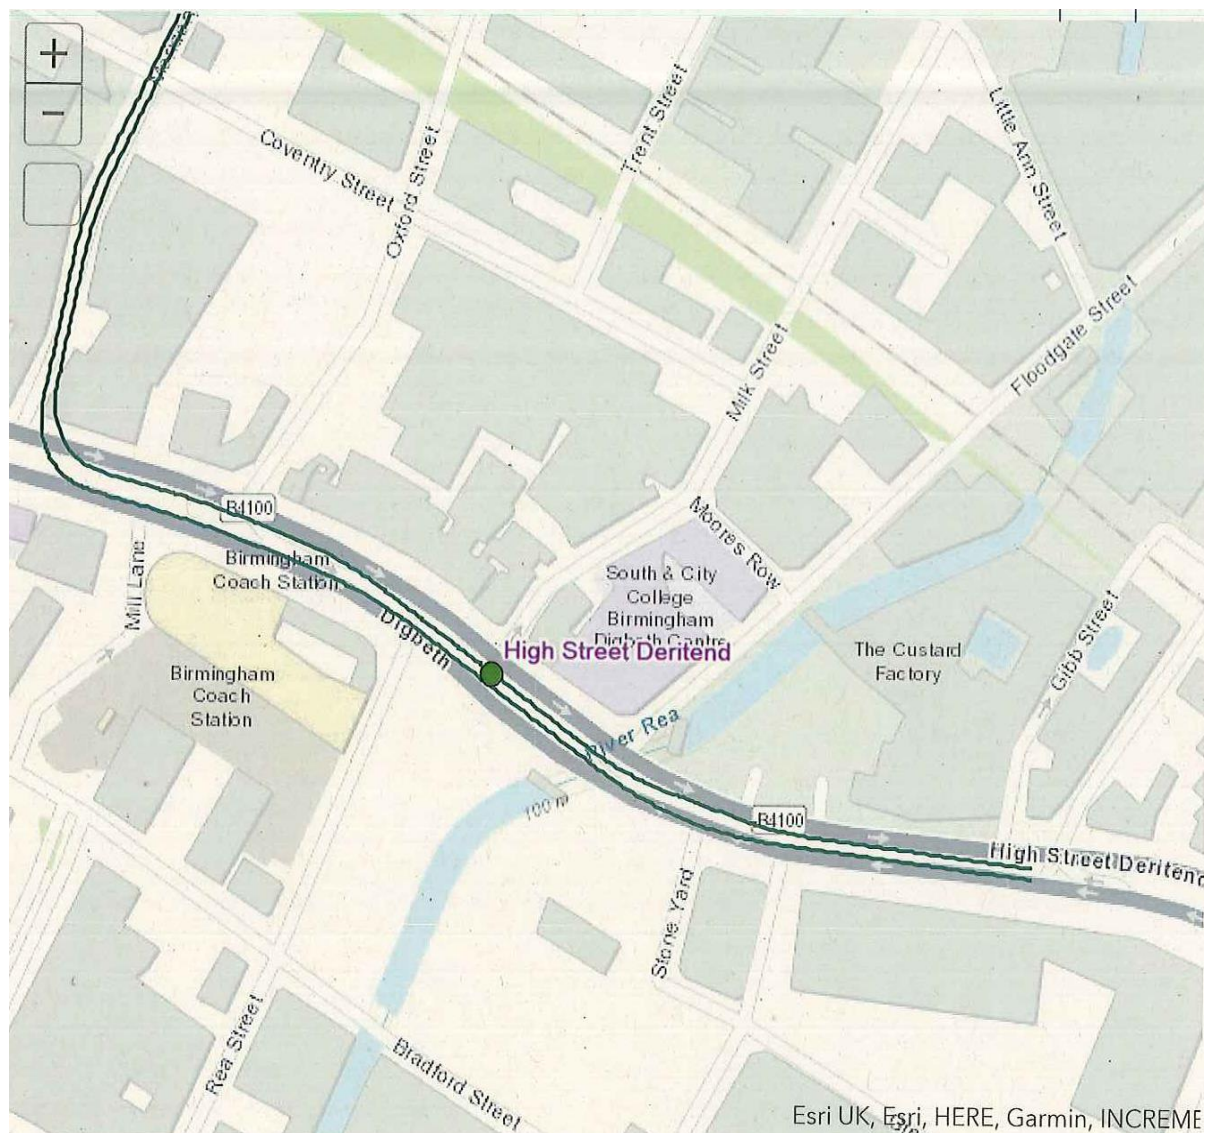 +
−
Coventry Street
Oxford Street
Trent Street
Little Ann Street
Floodgate Street
Milk Street
B4100
Moores Row
Birmingham
Coach Station
Mill Lane
Digbeth
South & City
College
Birmingham
Digbeth Centre
High Street Deritend
The Custard
Factory
Gibb Street
Birmingham
Coach
Station
River Rea
100 m
B4100
High Street Deritend
Stone Yard
Rea Street
Bradford Street
Esri UK, Esri, HERE, Garmin, INCREME